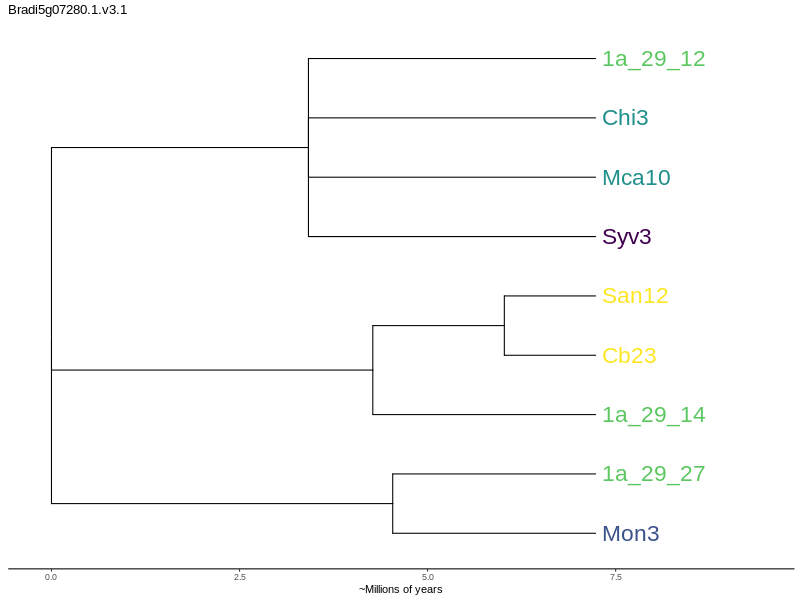 Bradi5g07280.1.v3.1
1a_29_12
Chi3
Mca10
Syv3
San12
Cb23
1a_29_14
1a_29_27
Mon3
0.0 2.5 5.0 7.5
~Millions of years